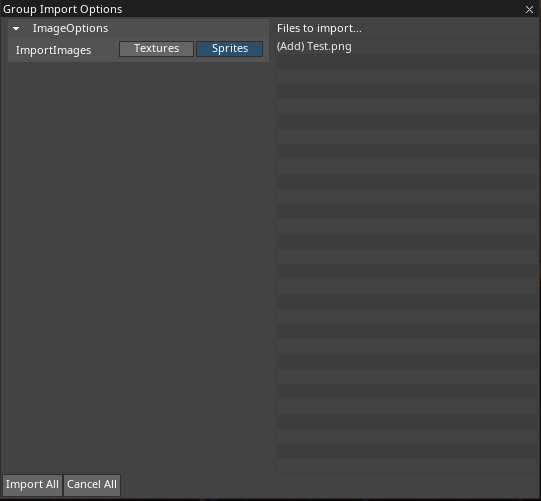 Group Import Options
ImageOptions
ImportImages Textures Sprites
Files to import...
(Add) Test.png
Import All Cancel All